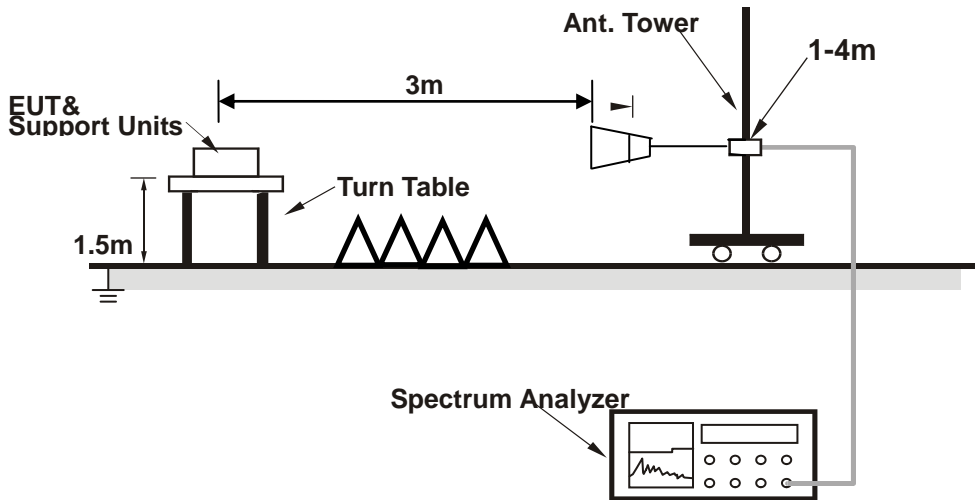 Ant. Tower
1-4m
3m
EUT&
Support Units
Turn Table
1.5m
Spectrum Analyzer